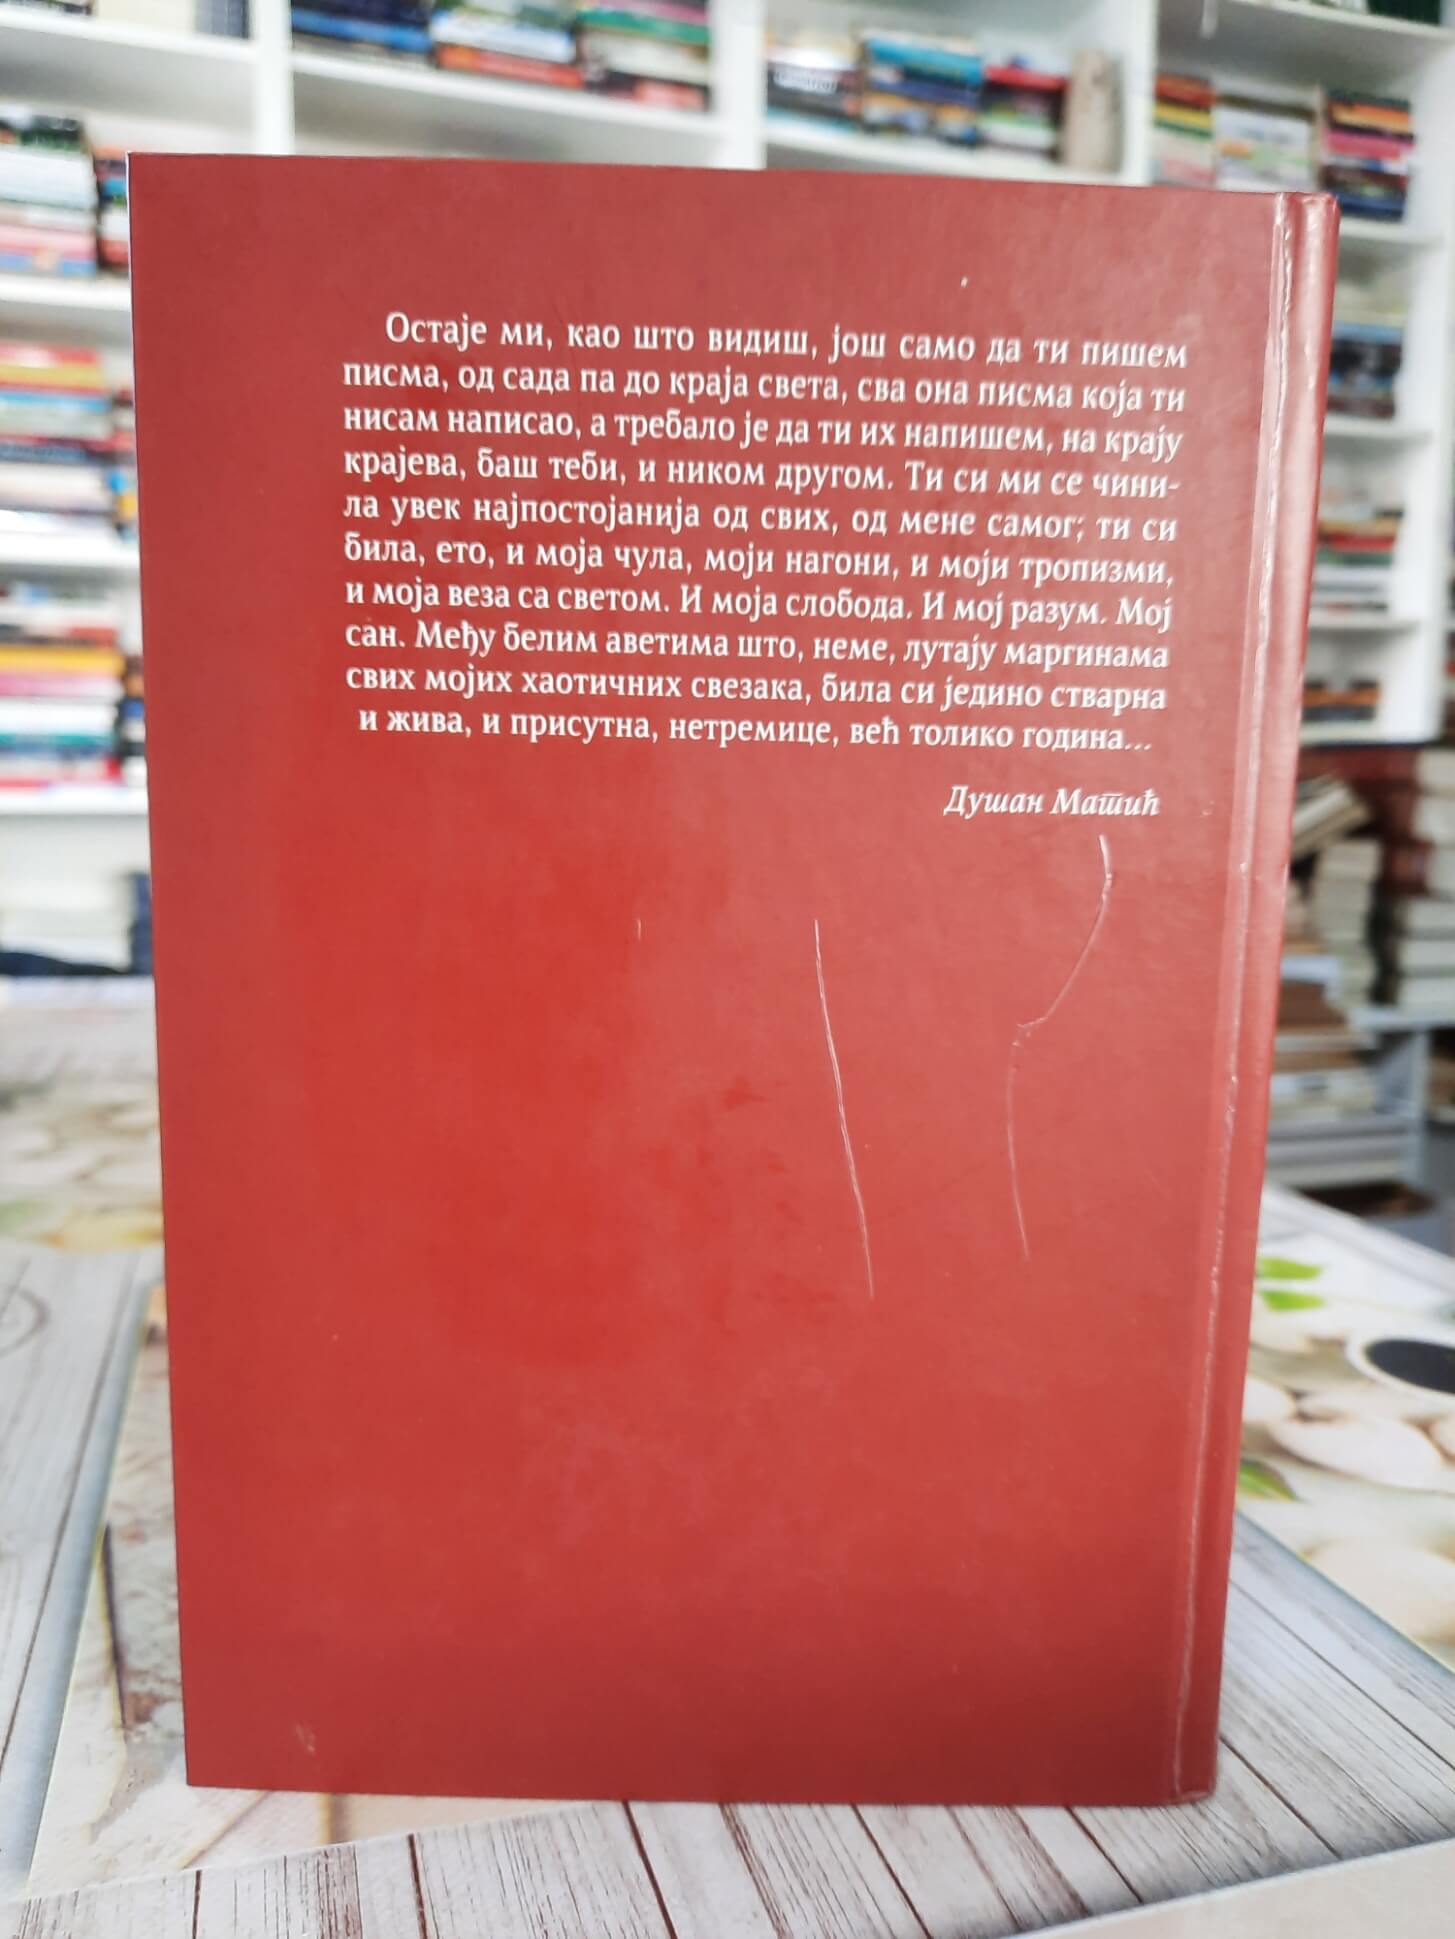 Остаје ми, као што видиш, још само да ти пишем
писма, од сада па до краја света, сва она писма која ти
нисам написао, а требало је да ти их напишем, на крају
крајева, баш теби, и ником другом. Ти си ми се чини-
ла увек најпостојанија од свих, од мене самог; ти си
била, ето, и моја чула, моји нагони, и моји тропизми,
и моја веза са светом. И моја слобода. И мој разум. Мој
сан. Међу белим аветима што, неме, лутају маргинама
свих мојих хаотичних свезака, била си једино стварна
и жива, и присутна, нетремице, већ толико година...
Душан Матић